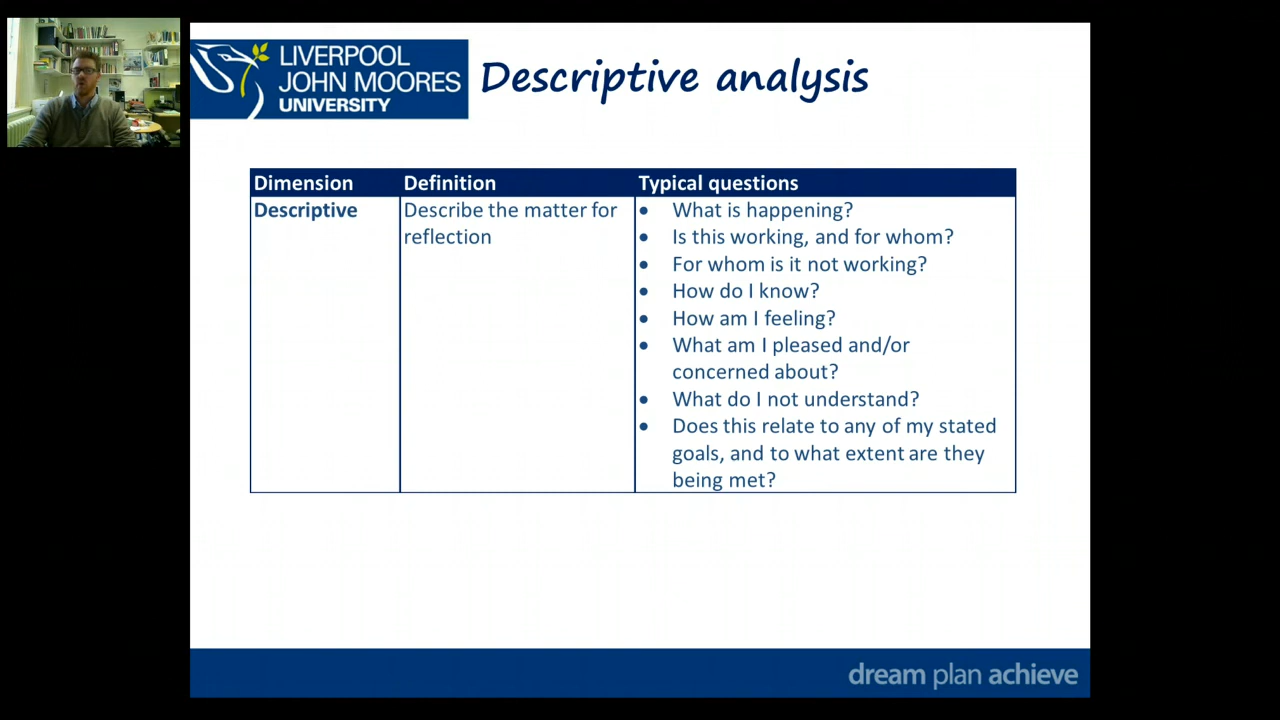 LIVERPOOL
JOHN MOORES
UNIVERSITY
Descriptive analysis
Dimension Definition Typical questions
Descriptive Describe the matter for • What is happening?
reflection • Is this working, and for whom?
• For whom is it not working?
• How do I know?
• How am I feeling?
• What am I pleased and/or
concerned about?
• What do I not understand?
• Does this relate to any of my stated
goals, and to what extent are they
being met?
dream plan achieve